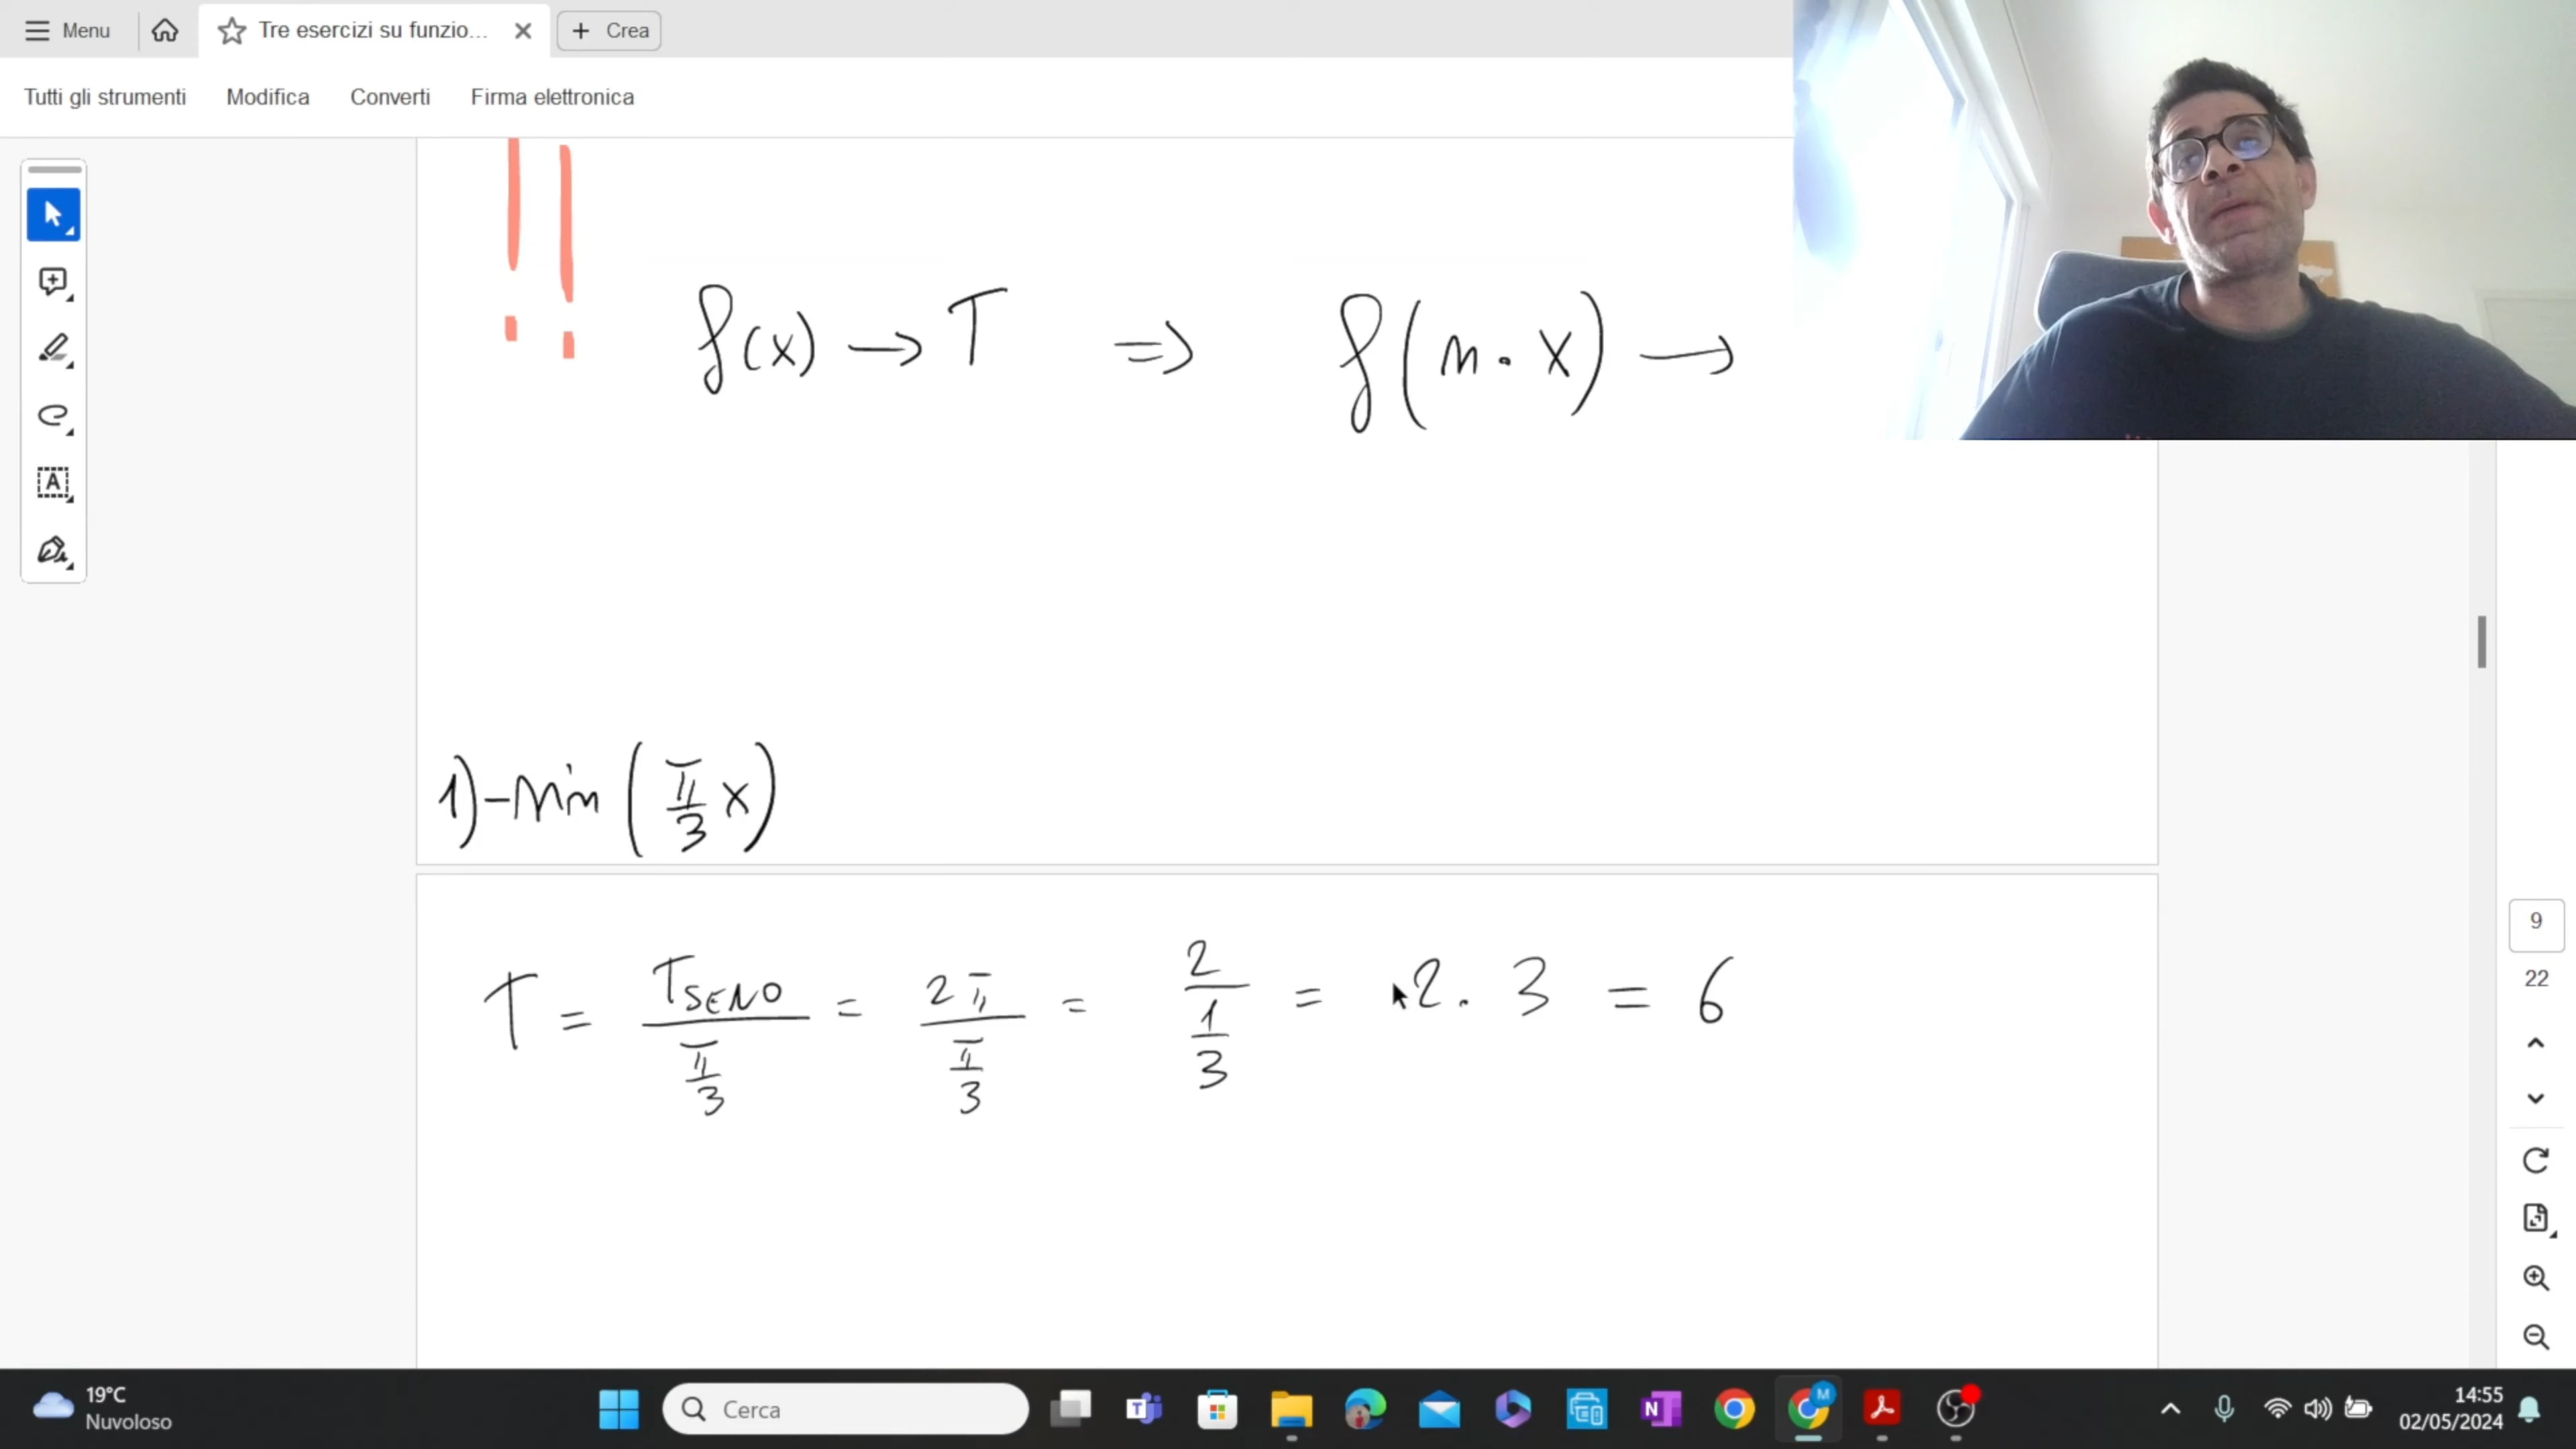 Menu
Tre esercizi su funzio...
Crea
Tutti gli strumenti
Modifica
Converti
Firma elettronica
!!
f(x) → T ⇒ f(n · x) →
1) - sin (π/3 x)
T = TSENO / (π/3) = 2π / (π/3) = 2 / (1/3) = 2 · 3 = 6
9
22
19°C
Nuvoloso
Cerca
M
14:55
02/05/2024